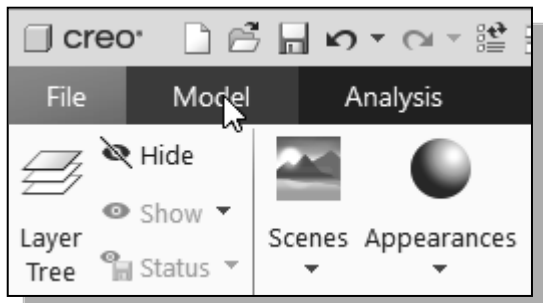 creo
File Model Analysis
Hide
Show
Layer Tree
Status
Scenes Appearances